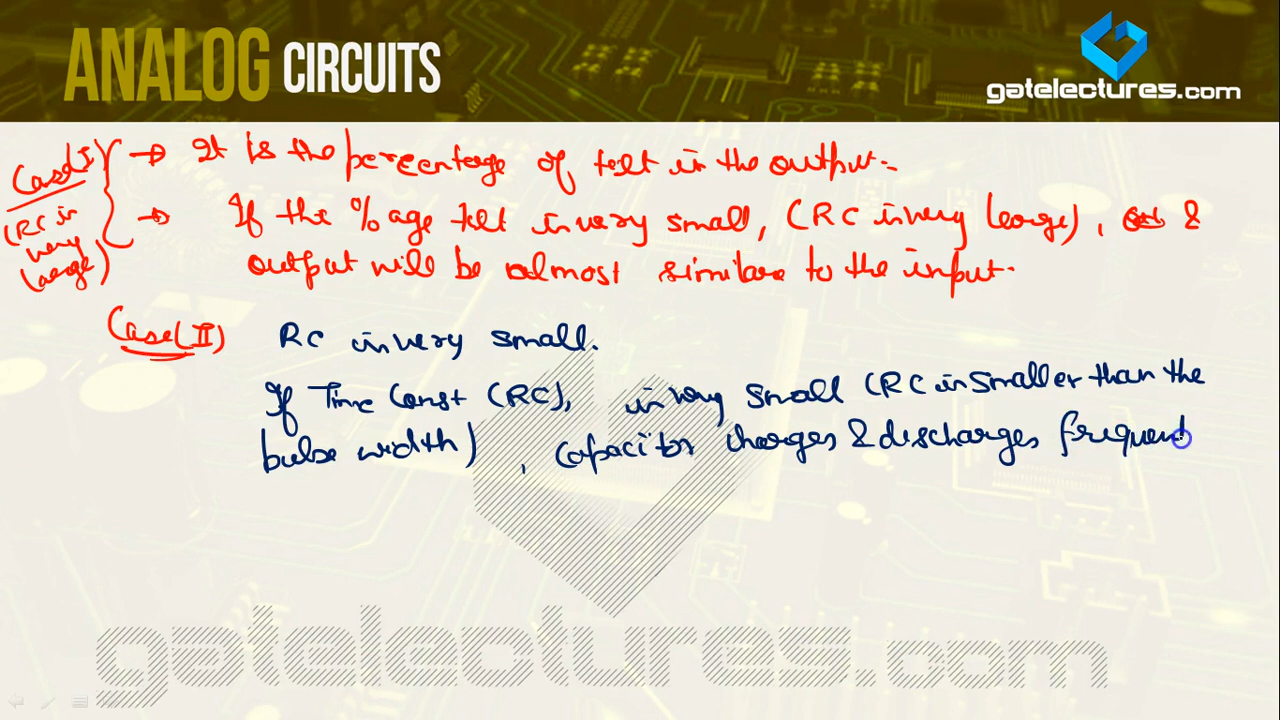 ANALOG CIRCUITS
gatelectures.com
Case(I)
(RC is very large)
→ It is the percentage of tilt in the output.
→ If the %age tilt is very small, (RC is very large), &
output will be almost similar to the input.
Case(II) RC is very small.
If Time Const (RC), is very small (RC is smaller than the
pulse width), capacitor charges & discharges frequent
gatelectures.com